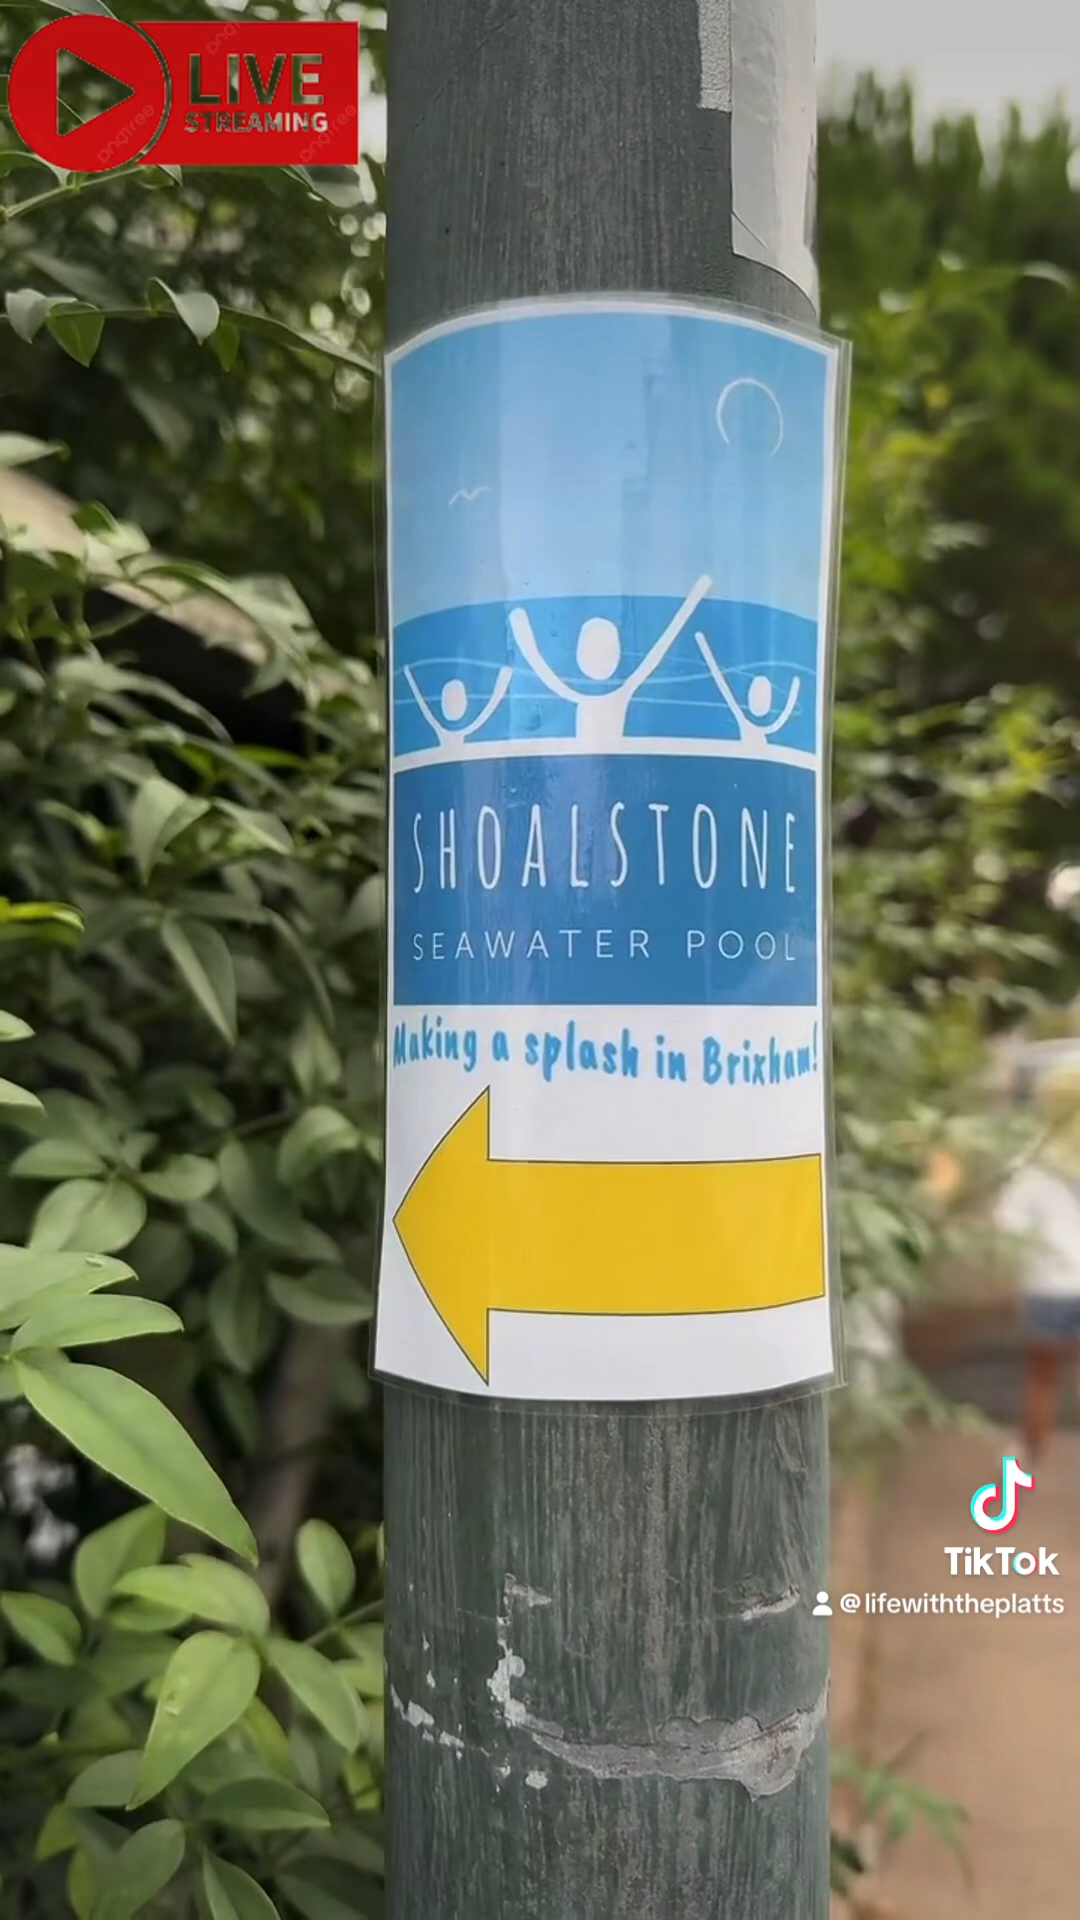 LIVE
STREAMING
SHOALSTONE
SEAWATER POOL
Making a splash in Brixham!
TikTok
@lifewiththeplatts